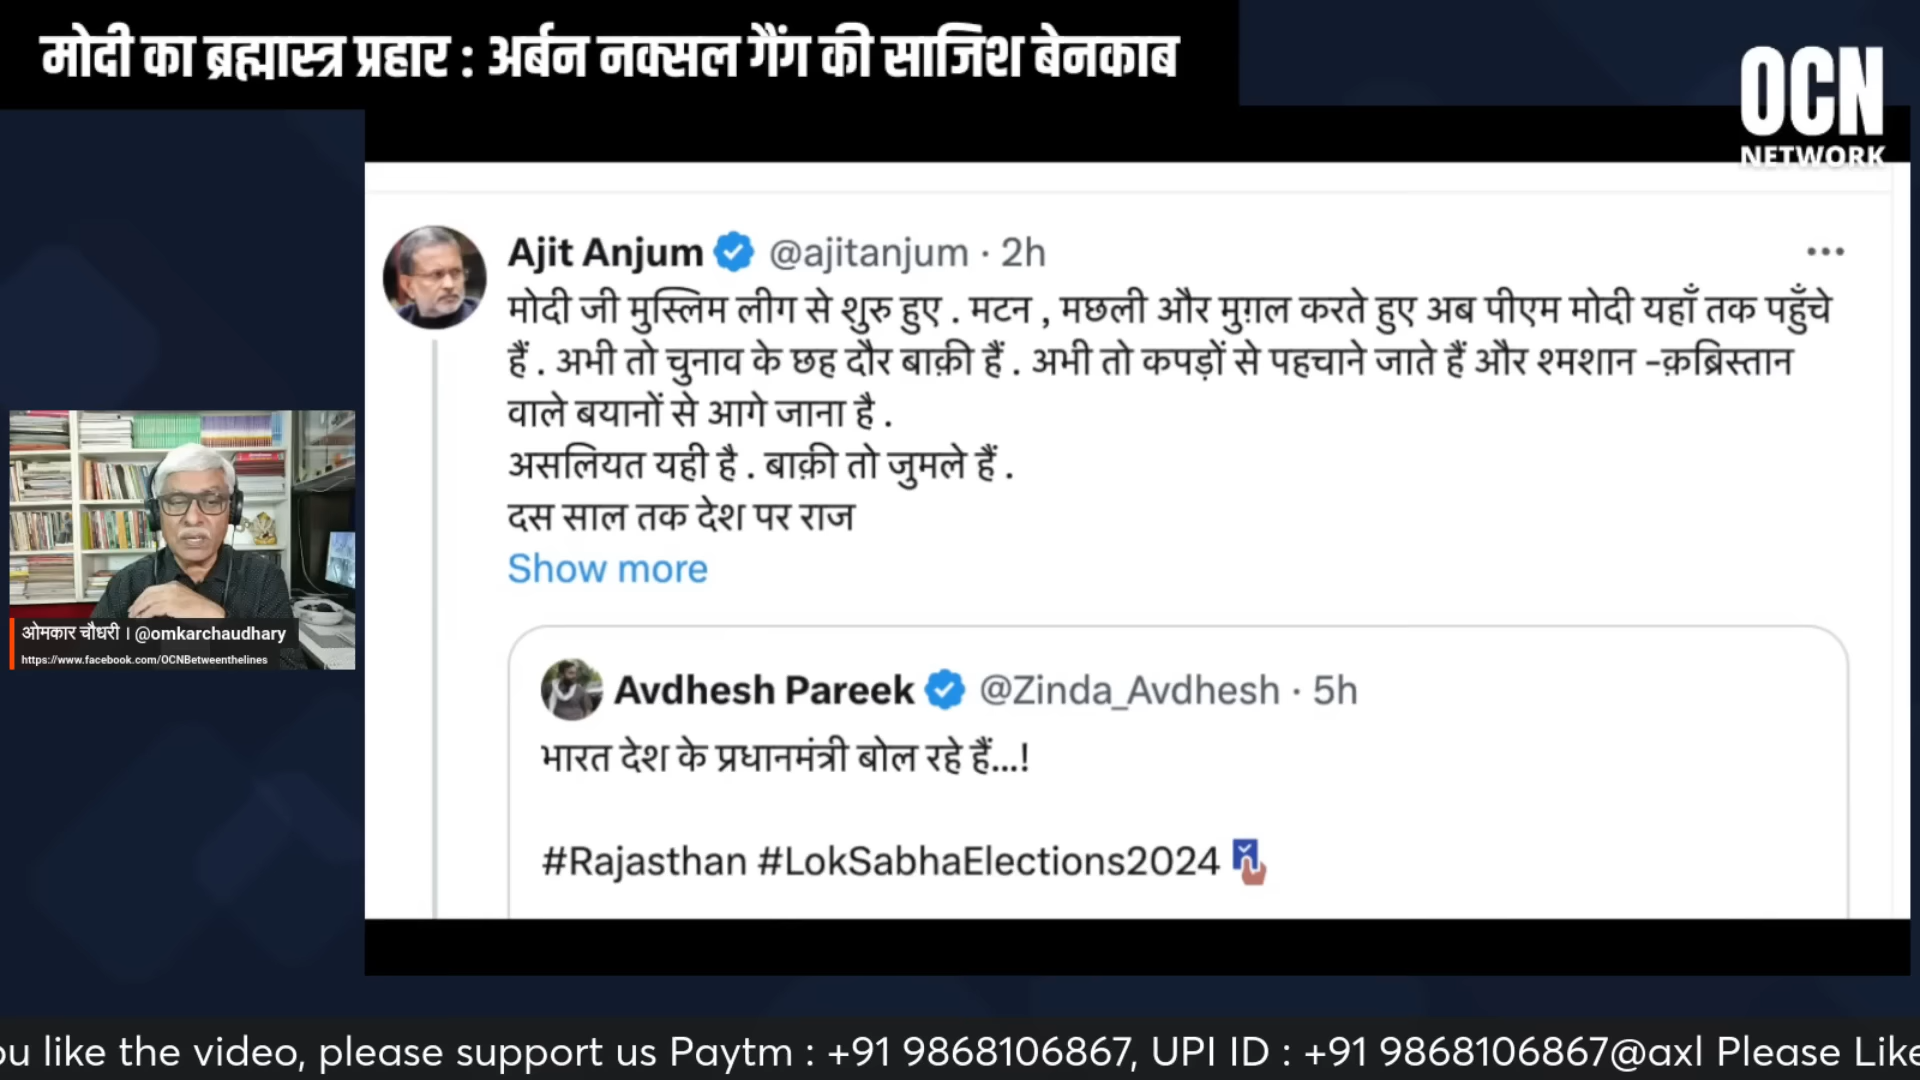 मोदी का ब्रह्मास्त्र प्रहार : अर्बन नक्सल गैंग की साजिश बेनकाब
OCN
NETWORK
Ajit Anjum @ajitanjum · 2h
मोदी जी मुस्लिम लीग से शुरु हुए . मटन , मछली और मुग़ल करते हुए अब पीएम मोदी यहाँ तक पहुँचे
हैं . अभी तो चुनाव के छह दौर बाक़ी हैं . अभी तो कपड़ों से पहचाने जाते हैं और श्मशान -क़ब्रिस्तान
वाले बयानों से आगे जाना है .
असलियत यही है . बाक़ी तो जुमले हैं .
दस साल तक देश पर राज
Show more
Avdhesh Pareek @Zinda_Avdhesh · 5h
भारत देश के प्रधानमंत्री बोल रहे हैं...!
#Rajasthan #LokSabhaElections2024
ओमकार चौधरी । @omkarchaudhary
https://www.facebook.com/OCNBetweenthelines
ou like the video, please support us Paytm : +91 9868106867, UPI ID : +91 9868106867@axl Please Like